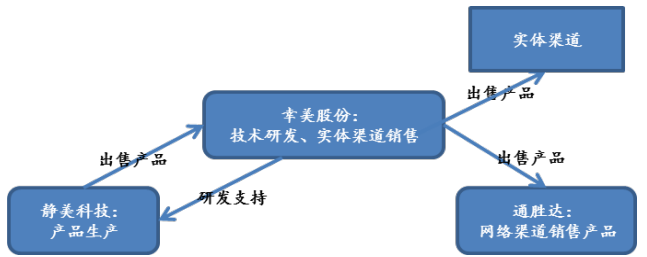 实体渠道
出售产品
幸美股份：
技术研发、实体渠道销售
出售产品
出售产品
研发支持
静美科技：
产品生产
通胜达：
网络渠道销售产品